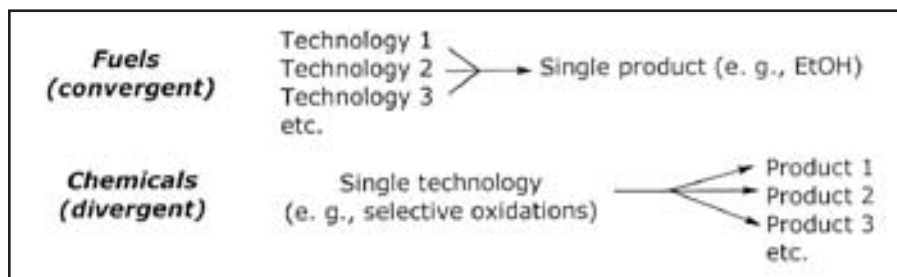 Fuels
(convergent)
Technology 1
Technology 2
Technology 3
etc.
Single product (e. g., EtOH)
Chemicals
(divergent)
Single technology
(e. g., selective oxidations)
Product 1
Product 2
Product 3
etc.